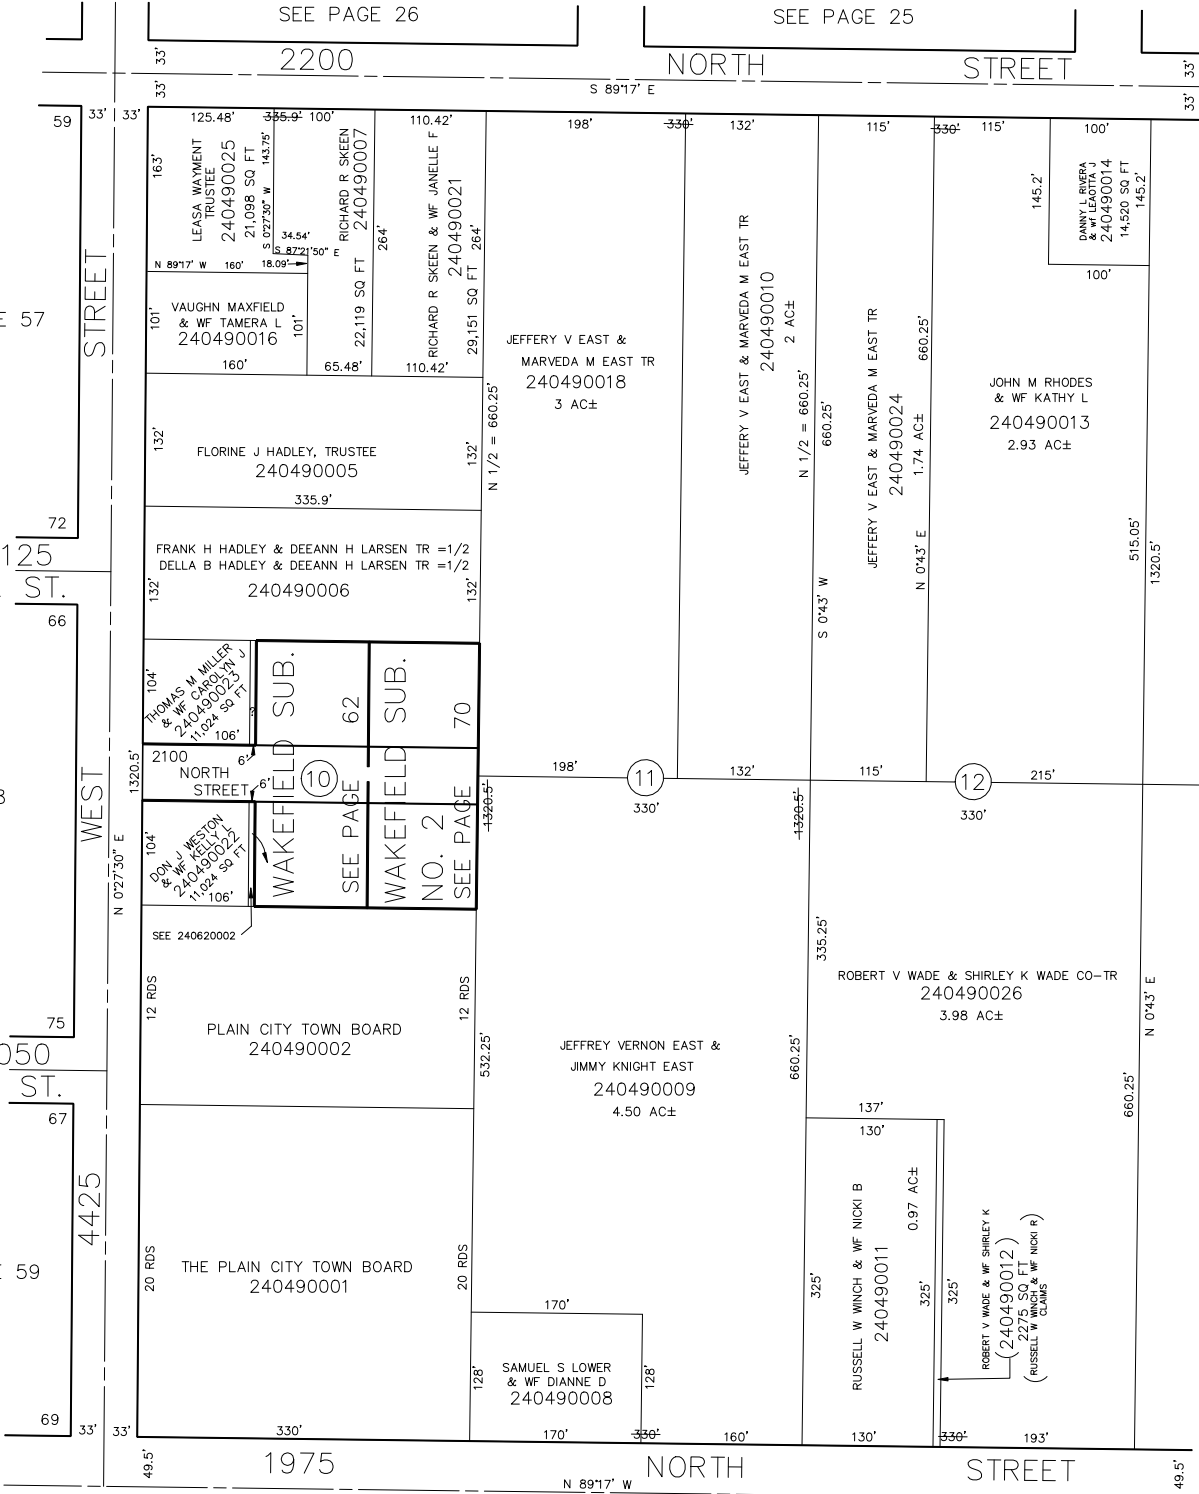 SEE PAGE 26
SEE PAGE 25
33'
2200
NORTH
STREET
33'
33'
S 89°17' E
33'
59
33'
33'
125.48'
335.9'
100'
110.42'
198'
330'
132'
115'
330'
115'
100'
163'
LEASA WAYMENT
TRUSTEE
240490025
21,098 SQ FT
S 0°27'30" W
143.75'
34.54'
S 87°21'50" E
N 89°17' W
160'
18.09'
RICHARD R SKEEN
240490007
22,119 SQ FT
264'
RICHARD R SKEEN & WF JANELLE F
240490021
29,151 SQ FT
264'
145.2'
DANNY L RIVERA
& wf LEAOTTA J
240490014
14,520 SQ FT
145.2'
100'
E 57
STREET
101'
VAUGHN MAXFIELD
& WF TAMERA L
240490016
101'
160'
65.48'
110.42'
JEFFERY V EAST &
MARVEDA M EAST TR
240490018
3 AC±
N 1/2 = 660.25'
JEFFERY V EAST & MARVEDA M EAST TR
240490010
2 AC±
N 1/2 = 660.25'
660.25'
S 0°43' W
JEFFERY V EAST & MARVEDA M EAST TR
240490024
1.74 AC±
660.25'
N 0°43' E
JOHN M RHODES
& WF KATHY L
240490013
2.93 AC±
515.05'
1320.5'
132'
FLORINE J HADLEY, TRUSTEE
240490005
132'
335.9'
72
125
ST.
66
FRANK H HADLEY & DEEANN H LARSEN TR =1/2
DELLA B HADLEY & DEEANN H LARSEN TR =1/2
240490006
132'
132'
104'
THOMAS M MILLER
& WF CAROLYN J
240490023
11,024 SQ FT
106'
?
WAKEFIELD SUB.
SEE PAGE 62
WAKEFIELD SUB.
NO. 2
SEE PAGE 70
2100
NORTH
STREET
6'
6'
10
1320.5'
198'
11
330'
132'
115'
12
330'
215'
1320.5'
1320.5'
8
WEST
N 0°27'30" E
104'
DON J WESTON
& WF KELLY L
240490022
11,024 SQ FT
106'
SEE 240620002
12 RDS
PLAIN CITY TOWN BOARD
240490002
12 RDS
532.25'
335.25'
ROBERT V WADE & SHIRLEY K WADE CO-TR
240490026
3.98 AC±
N 0°43' E
75
050
ST.
67
JEFFREY VERNON EAST &
JIMMY KNIGHT EAST
240490009
4.50 AC±
660.25'
660.25'
137'
130'
4425
E 59
20 RDS
THE PLAIN CITY TOWN BOARD
240490001
20 RDS
170'
128'
SAMUEL S LOWER
& WF DIANNE D
240490008
128'
325'
RUSSELL W WINCH & WF NICKI B
240490011
0.97 AC±
325'
325'
ROBERT V WADE & WF SHIRLEY K
(240490012)
2275 SQ FT
(RUSSELL W WINCH & WF NICKI R)
CLAIMS
69
33'
33'
330'
170'
330'
160'
130'
330'
193'
49.5'
1975
NORTH
STREET
49.5'
N 89°17' W